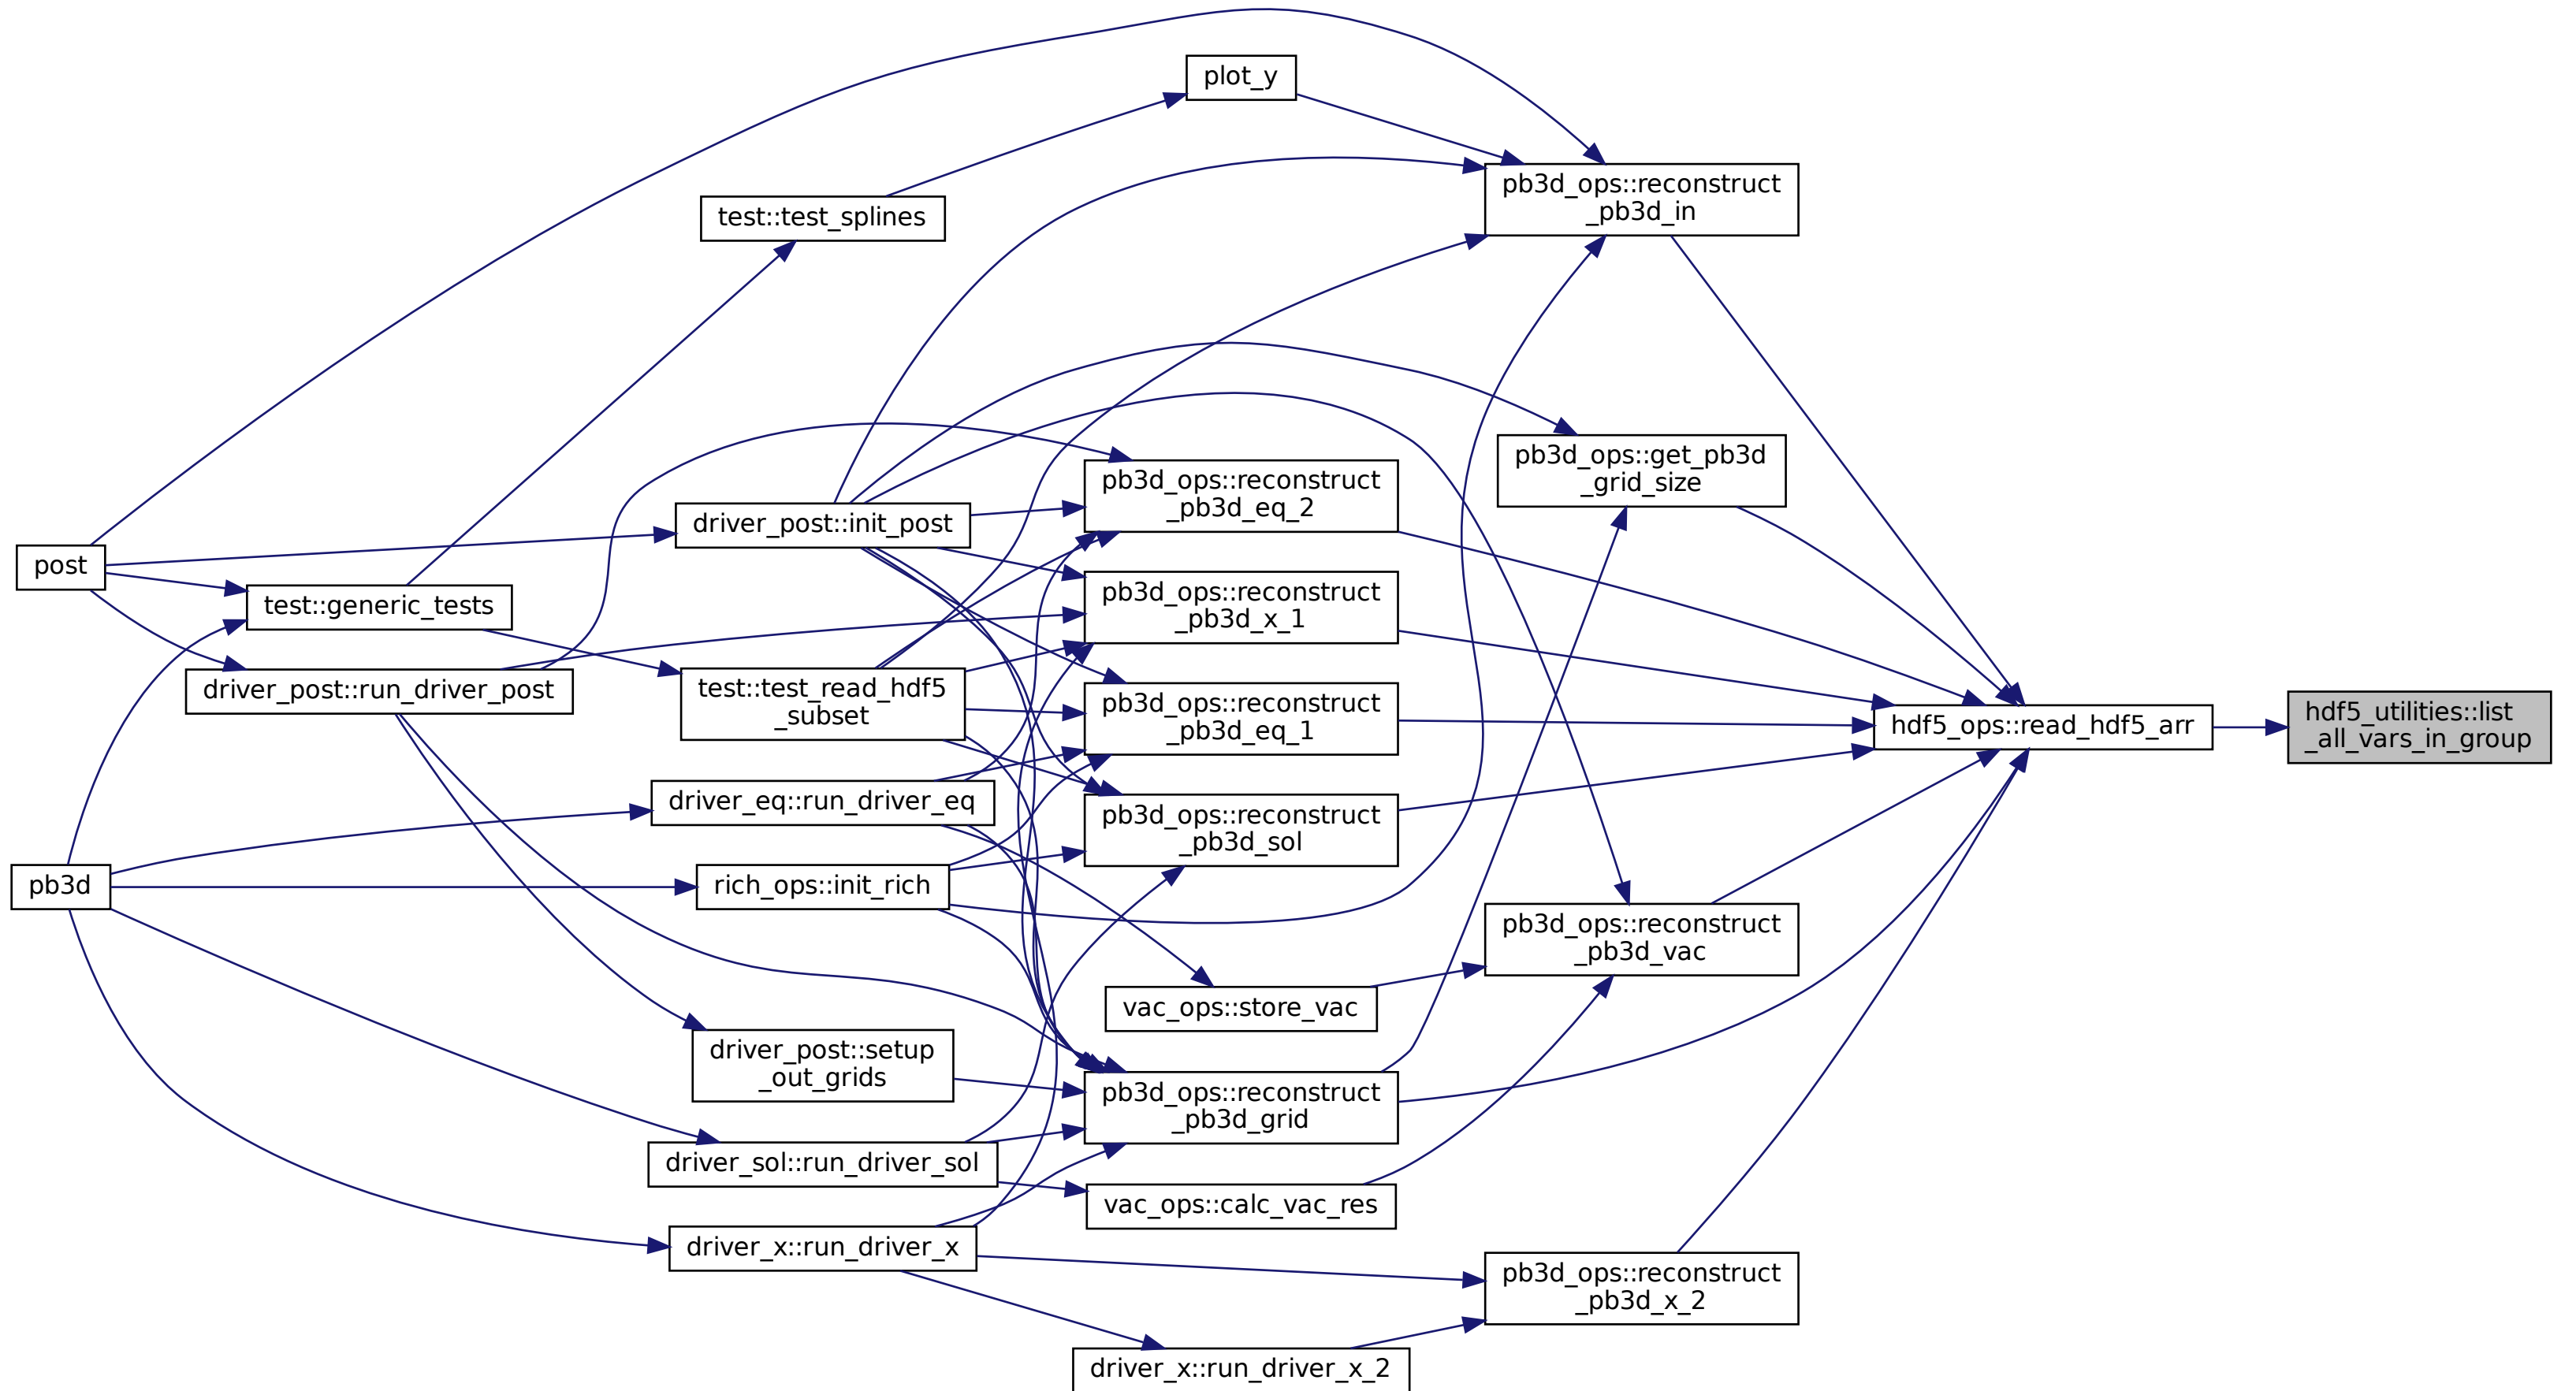 plot_y
pb3d_ops::reconstruct
_pb3d_in
test::test_splines
pb3d_ops::get_pb3d
_grid_size
pb3d_ops::reconstruct
_pb3d_eq_2
driver_post::init_post
post
pb3d_ops::reconstruct
_pb3d_x_1
test::generic_tests
driver_post::run_driver_post
test::test_read_hdf5
_subset
pb3d_ops::reconstruct
_pb3d_eq_1
hdf5_ops::read_hdf5_arr
hdf5_utilities::list
_all_vars_in_group
driver_eq::run_driver_eq
pb3d_ops::reconstruct
_pb3d_sol
pb3d
rich_ops::init_rich
pb3d_ops::reconstruct
_pb3d_vac
vac_ops::store_vac
driver_post::setup
_out_grids
pb3d_ops::reconstruct
_pb3d_grid
driver_sol::run_driver_sol
vac_ops::calc_vac_res
driver_x::run_driver_x
pb3d_ops::reconstruct
_pb3d_x_2
driver_x::run_driver_x_2